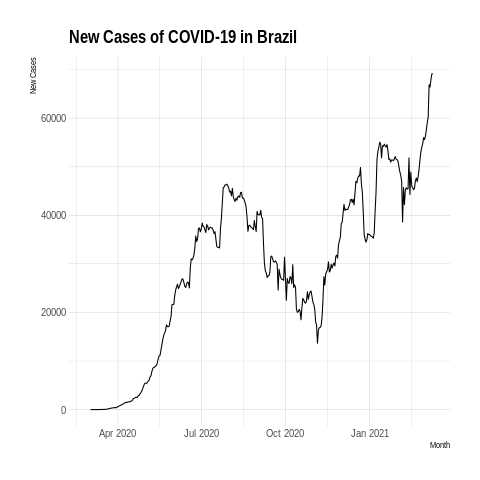 New Cases of COVID-19 in Brazil
New Cases
60000
40000
20000
0
Apr 2020 Jul 2020 Oct 2020 Jan 2021
Month